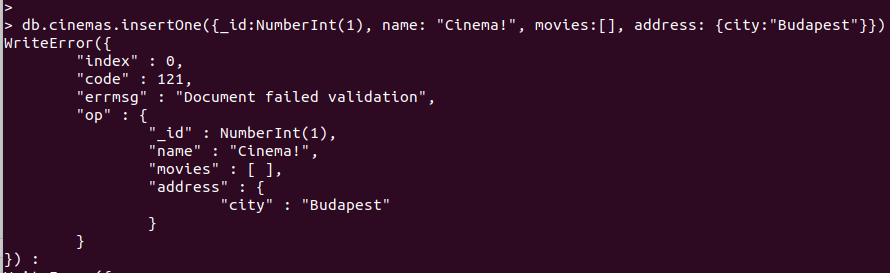 >
> db.cinemas.insertOne({_id:NumberInt(1), name: "Cinema!", movies:[], address: {city:"Budapest"}})
WriteError({
        "index" : 0,
        "code" : 121,
        "errmsg" : "Document failed validation",
        "op" : {
                "_id" : NumberInt(1),
                "name" : "Cinema!",
                "movies" : [ ],
                "address" : {
                        "city" : "Budapest"
                }
        }
}) :
WriteError({